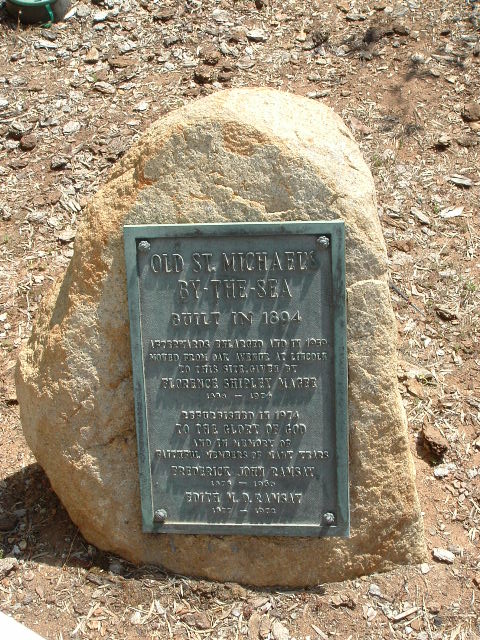 OLD ST. MICHAEL'S
BY-THE-SEA
BUILT IN 1894
AFTERWARDS ENLARGED AND IN 1959
MOVED FROM OAK AVENUE AT LINCOLN
TO THIS SITE, GIVEN BY
FLORENCE SHIPLEY MAGEE
REFURBISHED IN 1974
TO THE GLORY OF GOD
AND IN MEMORY OF
FAITHFUL MEMBERS OF MANY YEARS
FREDERICK JOHN RAMSAY
EDITH M. D. RAMSAY